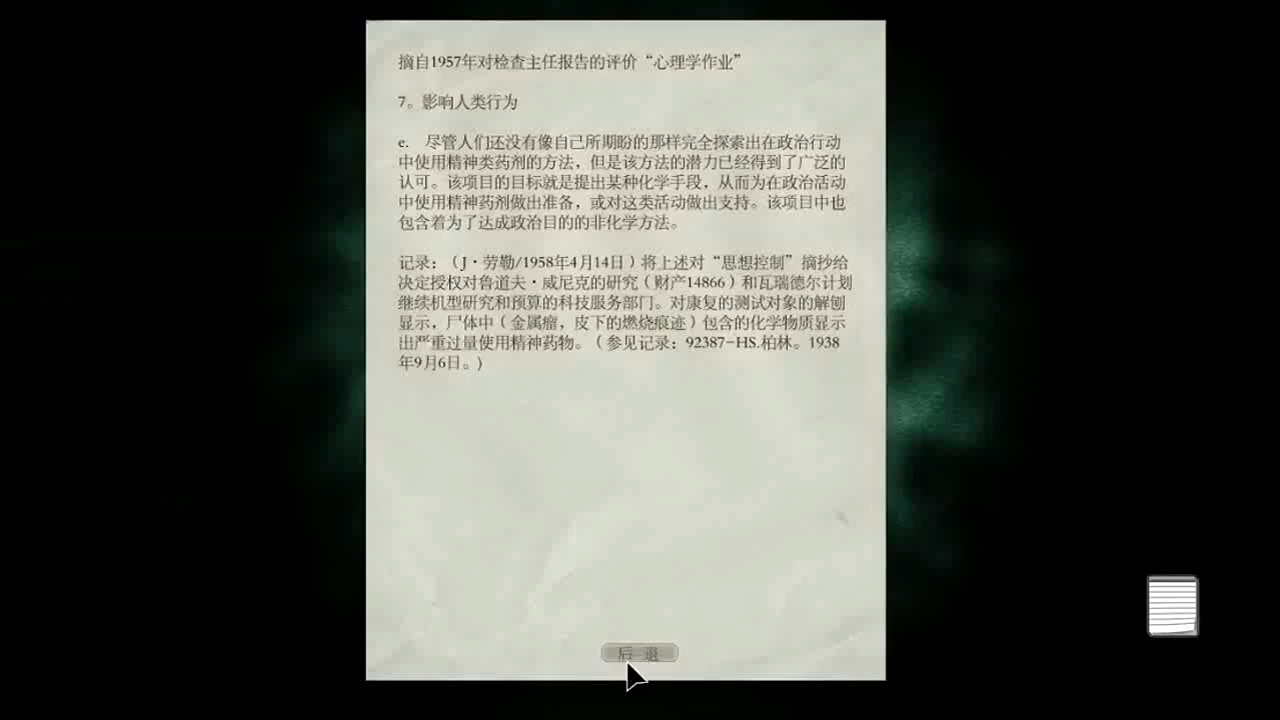 摘自1957年对检查主任报告的评价“心理学作业”
7。影响人类行为
e. 尽管人们还没有像自己所期盼的那样完全探索出在政治行动
中使用精神类药剂的方法，但是该方法的潜力已经得到了广泛的
认可。该项目的目标就是提出某种化学手段，从而为在政治活动
中使用精神药剂做出准备，或对这类活动做出支持。该项目中也
包含着为了达成政治目的的非化学方法。
记录：（J·劳勒/1958年4月14日）将上述对“思想控制”摘抄给
决定授权对鲁道夫·威尼克的研究（财产14866）和瓦瑞德尔计划
继续机型研究和预算的科技服务部门。对康复的测试对象的解刨
显示，尸体中（金属瘤，皮下的燃烧痕迹）包含的化学物质显示
出严重过量使用精神药物。（参见记录：92387-HS.柏林。1938
年9月6日。)
后 退